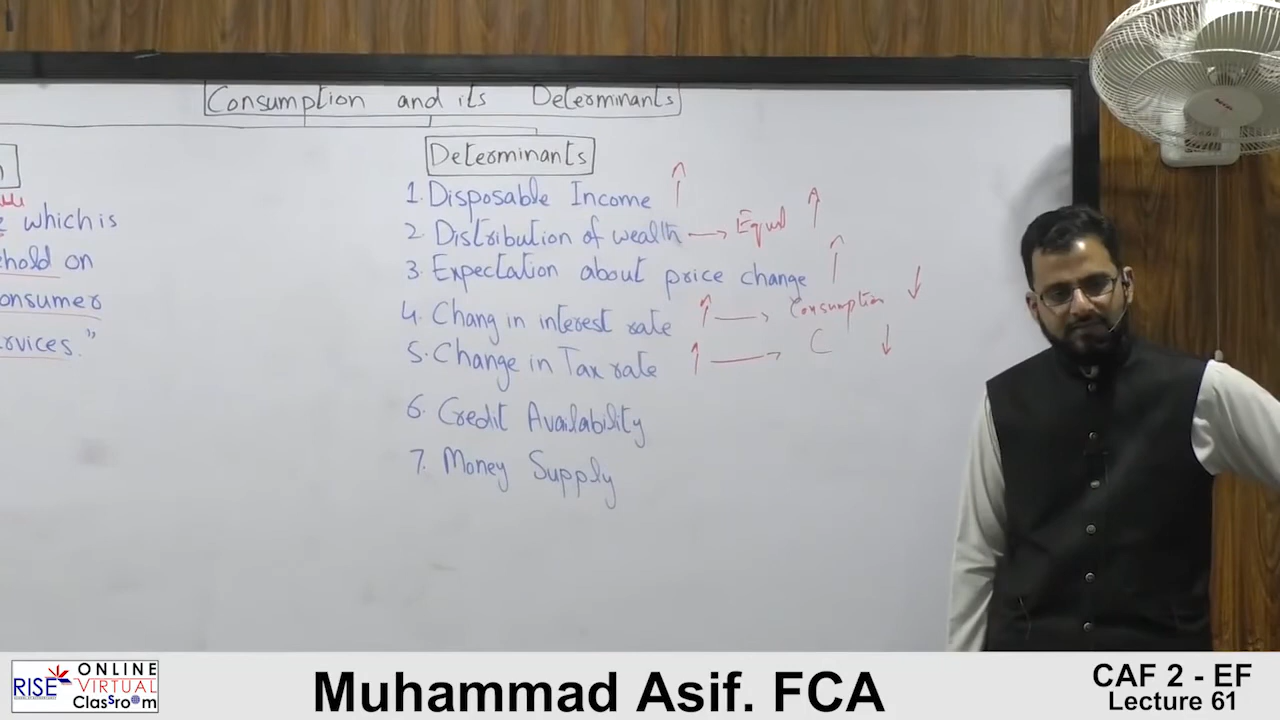 Consumption and its Determinants
which is
hold on
onsumer
rvices."
Determinants
1. Disposable Income ↑
2. Distribution of wealth → Equal ↑
3. Expectation about price change ↑
4. Chang in interest rate ↑ → Consumption ↓
5. Change in Tax rate ↑ → C ↓
6. Credit Availability
7. Money Supply
RISE ONLINE VIRTUAL Classroom
Muhammad Asif. FCA
CAF 2 - EF
Lecture 61